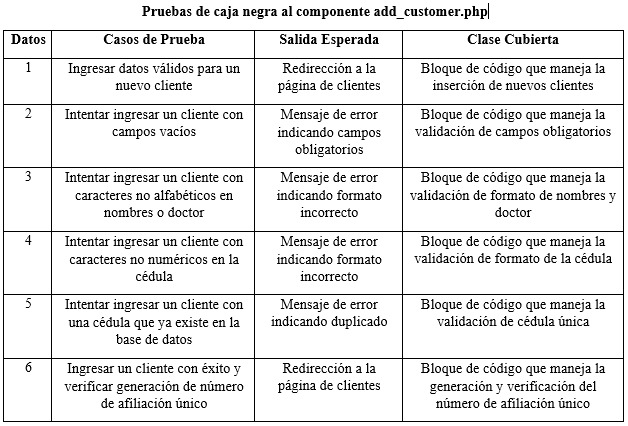 Pruebas de caja negra al componente add_customer.php
Datos Casos de Prueba Salida Esperada Clase Cubierta
1 Ingresar datos válidos para un Redirección a la Bloque de código que maneja la
nuevo cliente página de clientes inserción de nuevos clientes
2 Intentar ingresar un cliente con Mensaje de error Bloque de código que maneja la
campos vacíos indicando campos validación de campos obligatorios
obligatorios
3 Intentar ingresar un cliente con Mensaje de error Bloque de código que maneja la
caracteres no alfabéticos en indicando formato validación de formato de nombres y
nombres o doctor incorrecto doctor
4 Intentar ingresar un cliente con Mensaje de error Bloque de código que maneja la
caracteres no numéricos en la indicando formato validación de formato de la cédula
cédula incorrecto
5 Intentar ingresar un cliente con Mensaje de error Bloque de código que maneja la
una cédula que ya existe en la indicando duplicado validación de cédula única
base de datos
6 Ingresar un cliente con éxito y Redirección a la Bloque de código que maneja la
verificar generación de número página de clientes generación y verificación del
de afiliación único número de afiliación único